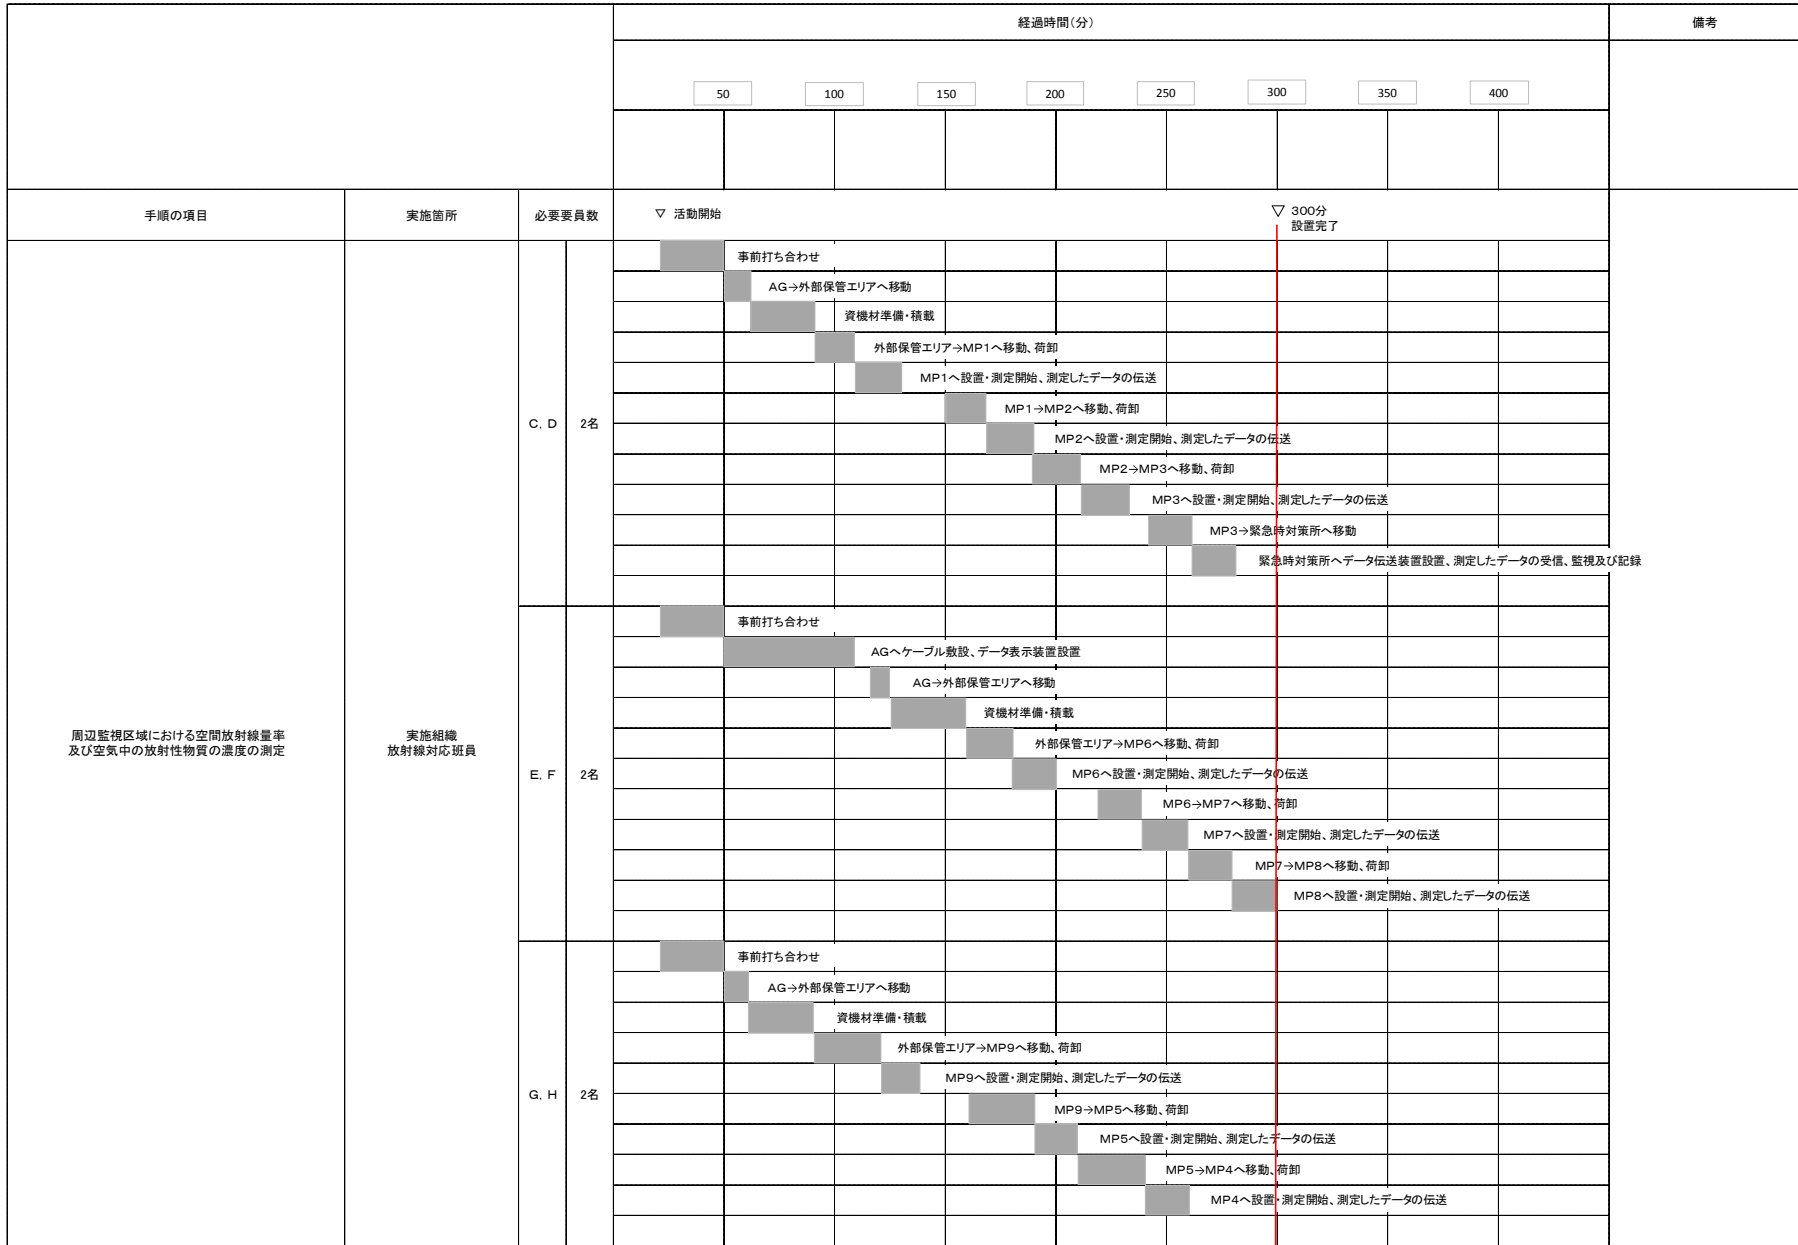 経過時間(分)
備考
50
100
150
200
250
300
350
400
手順の項目
実施箇所
必要要員数
▽ 活動開始
▽ 300分
設置完了
周辺監視区域における空間放射線量率
及び空気中の放射性物質の濃度の測定
実施組織
放射線対応班員
C, D
2名
事前打ち合わせ
AG→外部保管エリアへ移動
資機材準備・積載
外部保管エリア→MP1へ移動、荷卸
MP1へ設置・測定開始、測定したデータの伝送
MP1→MP2へ移動、荷卸
MP2へ設置・測定開始、測定したデータの伝送
MP2→MP3へ移動、荷卸
MP3へ設置・測定開始、測定したデータの伝送
MP3→緊急時対策所へ移動
緊急時対策所へデータ伝送装置設置、測定したデータの受信、監視及び記録
E, F
2名
事前打ち合わせ
AGへケーブル敷設、データ表示装置設置
AG→外部保管エリアへ移動
資機材準備・積載
外部保管エリア→MP6へ移動、荷卸
MP6へ設置・測定開始、測定したデータの伝送
MP6→MP7へ移動、荷卸
MP7へ設置・測定開始、測定したデータの伝送
MP7→MP8へ移動、荷卸
MP8へ設置・測定開始、測定したデータの伝送
G, H
2名
事前打ち合わせ
AG→外部保管エリアへ移動
資機材準備・積載
外部保管エリア→MP9へ移動、荷卸
MP9へ設置・測定開始、測定したデータの伝送
MP9→MP5へ移動、荷卸
MP5へ設置・測定開始、測定したデータの伝送
MP5→MP4へ移動、荷卸
MP4へ設置・測定開始、測定したデータの伝送